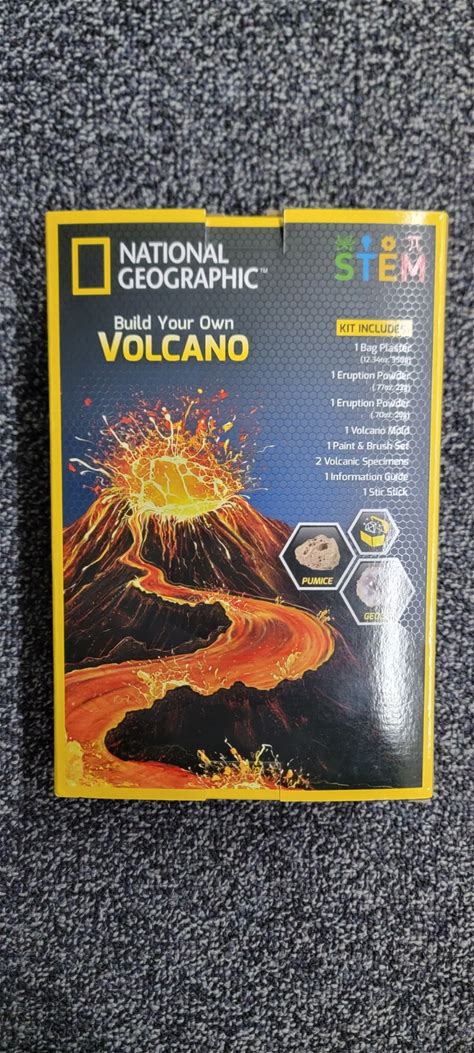 NATIONAL
GEOGRAPHIC™
STEM
Build Your Own
VOLCANO
KIT INCLUDES
1 Bag Plaster
(12.34oz, 350g)
1 Eruption Powder
(.77oz, 22g)
1 Eruption Powder
(.70oz, 20g)
1 Volcano Mold
1 Paint & Brush Set
2 Volcanic Specimens
1 Information Guide
1 Stir Stick
PUMICE